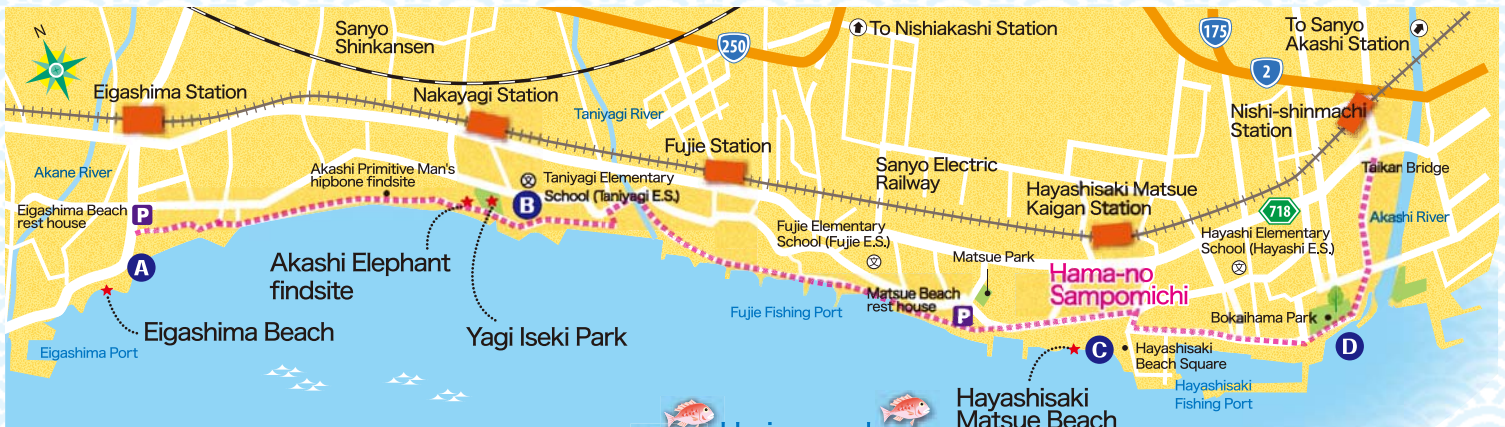 N
Sanyo
Shinkansen
250
To Nishiakashi Station
175
To Sanyo
Akashi Station
2
Eigashima Station
Nakayagi Station
Taniyagi River
Nishi-shinmachi
Station
Fujie Station
Akane River
Akashi Primitive Man's
hipbone findsite
Taniyagi Elementary
School (Taniyagi E.S.)
文
Sanyo Electric
Railway
Taikan Bridge
Hayashisaki Matsue
Kaigan Station
Eigashima Beach
rest house
P
B
718
Akashi River
Fujie Elementary
School (Fujie E.S.)
文
Hayashi Elementary
School (Hayashi E.S.)
文
Matsue Park
A
Akashi Elephant
findsite
Hama-no
Sampomichi
Matsue Beach
rest house
P
Fujie Fishing Port
Bokaihama Park
Eigashima Beach
Yagi Iseki Park
Eigashima Port
C
Hayashisaki
Beach Square
D
Hayashisaki
Fishing Port
Hayashisaki
Matsue Beach